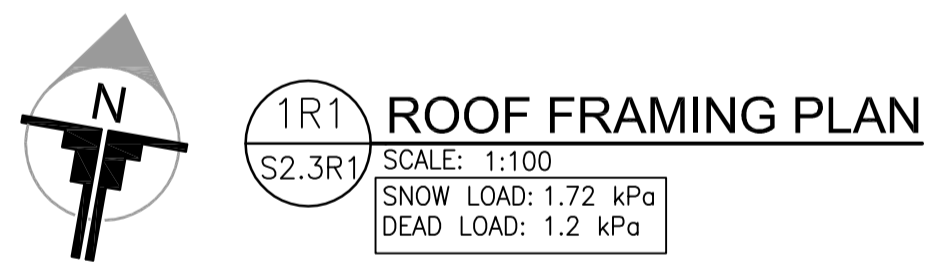 N
1R1
S2.3R1
ROOF FRAMING PLAN
SCALE: 1:100
SNOW LOAD: 1.72 kPa
DEAD LOAD: 1.2 kPa